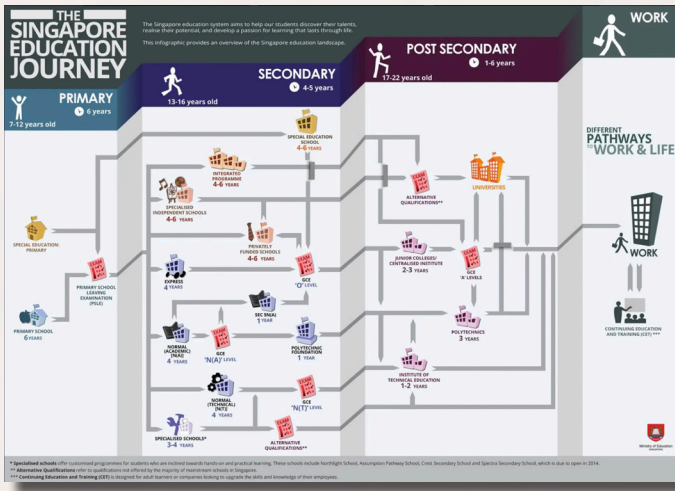 THE
SINGAPORE
EDUCATION
JOURNEY
The Singapore education system aims to help our students discover their talents,
realise their potential, and develop a passion for learning that lasts through life.
This infographic provides an overview of the Singapore education landscape.
PRIMARY
6 years
7-12 years old
SECONDARY
4-5 years
13-16 years old
POST SECONDARY
1-6 years
17-22 years old
WORK
DIFFERENT
PATHWAYS
TO WORK & LIFE
SPECIAL EDUCATION
SCHOOL
4-6 YEARS
INTEGRATED
PROGRAMME
4-6 YEARS
SPECIALISED
INDEPENDENT SCHOOLS
4-6 YEARS
PRIVATELY
FUNDED SCHOOLS
4-6 YEARS
SPECIAL EDUCATION
PRIMARY
PRIMARY SCHOOL
LEAVING
EXAMINATION
(PSLE)
PRIMARY SCHOOL
6 YEARS
EXPRESS
4 YEARS
GCE
'O' LEVEL
SEC 5N(A)
1 YEAR
NORMAL
(ACADEMIC)
[N(A)]
4 YEARS
GCE
'N(A)' LEVEL
POLYTECHNIC
FOUNDATION
1 YEAR
NORMAL
(TECHNICAL)
[N(T)]
4 YEARS
GCE
'N(T)' LEVEL
SPECIALISED SCHOOLS*
3-4 YEARS
ALTERNATIVE
QUALIFICATIONS**
ALTERNATIVE
QUALIFICATIONS**
UNIVERSITIES
JUNIOR COLLEGES/
CENTRALISED INSTITUTE
2-3 YEARS
GCE
'A' LEVELS
POLYTECHNICS
3 YEARS
INSTITUTE OF
TECHNICAL EDUCATION
1-2 YEARS
WORK
CONTINUING EDUCATION
AND TRAINING (CET) ***
Ministry of Education
* Specialised schools offer customised programmes for students who are inclined towards hands-on and practical learning. These schools include Northlight School, Assumption Pathway School, Crest Secondary School and Spectra Secondary School, which is due to open in 2014.
** Alternative Qualifications refer to qualifications not offered by the majority of mainstream schools in Singapore.
*** Continuing Education and Training (CET) is designed for adult learners or companies looking to upgrade the skills and knowledge of their employees.